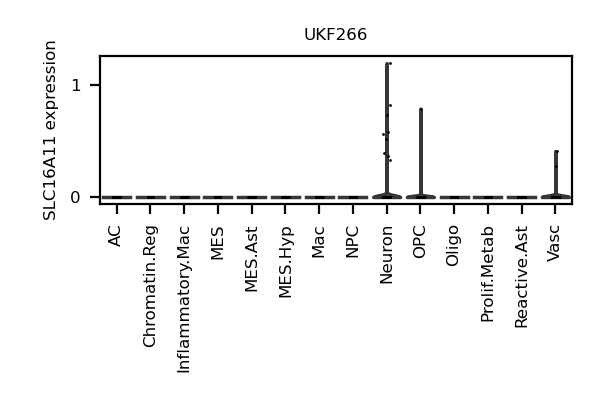 UKF266
SLC16A11 expression
1
0
AC
Chromatin.Reg
Inflammatory.Mac
MES
MES.Ast
MES.Hyp
Mac
NPC
Neuron
OPC
Oligo
Prolif.Metab
Reactive.Ast
Vasc